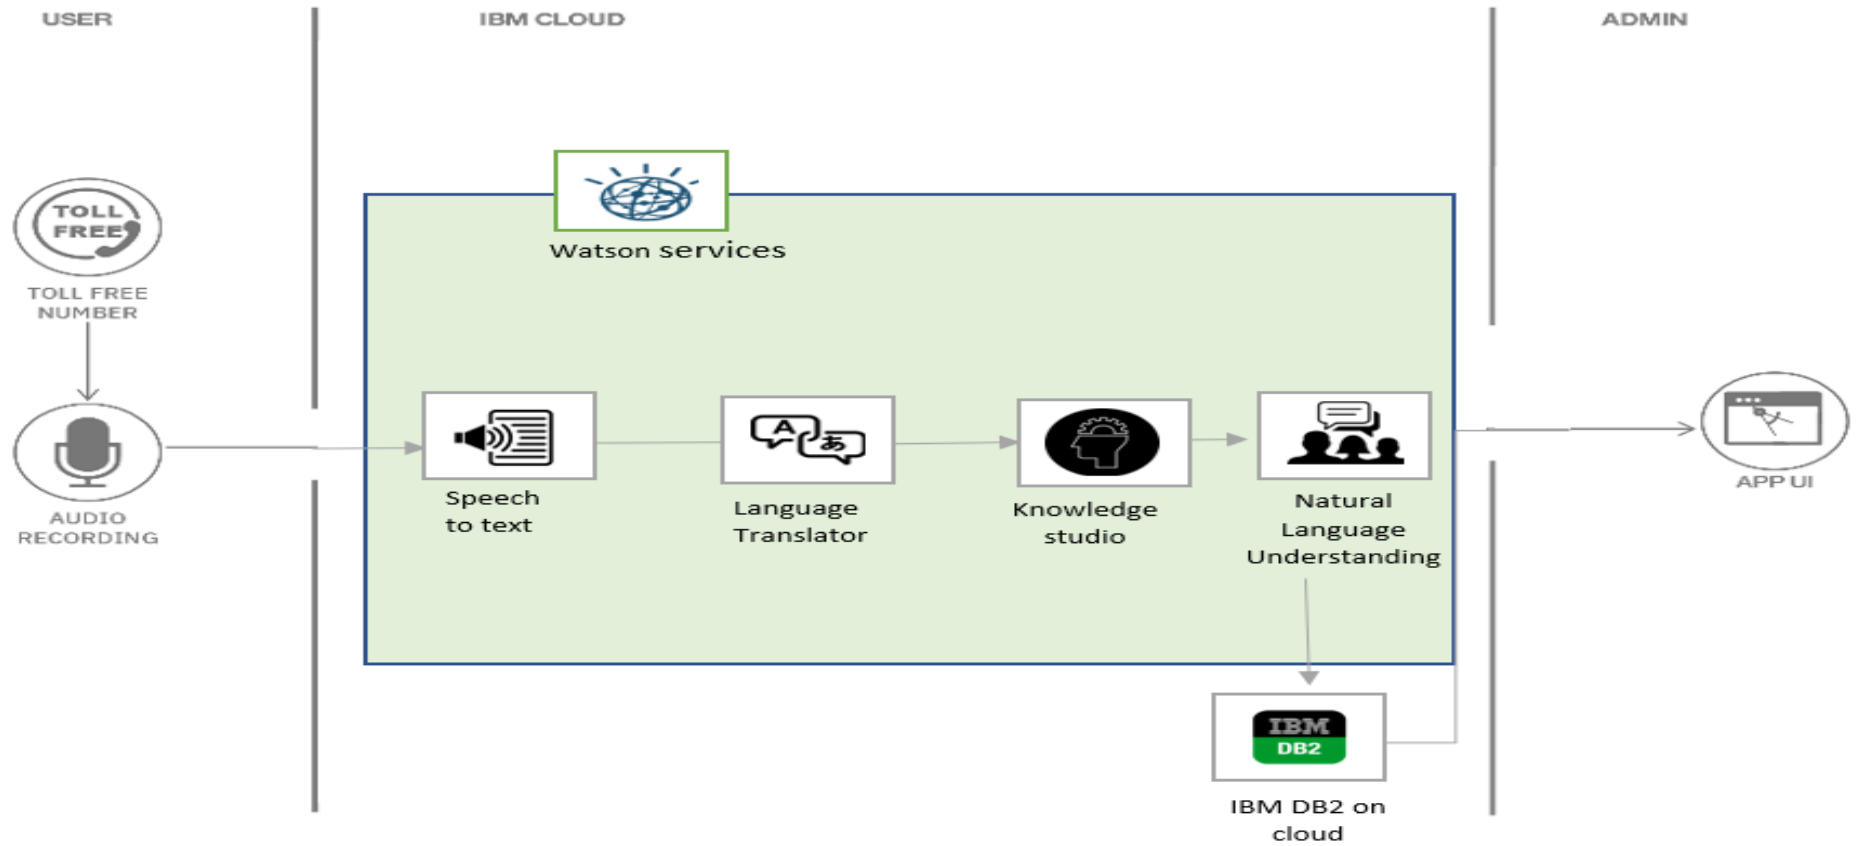 USER
IBM CLOUD
ADMIN
TOLL
FREE
TOLL FREE
NUMBER
AUDIO
RECORDING
Watson services
Speech
to text
A
あ
Language
Translator
Knowledge
studio
Natural
Language
Understanding
IBM
DB2
IBM DB2 on
cloud
APP UI